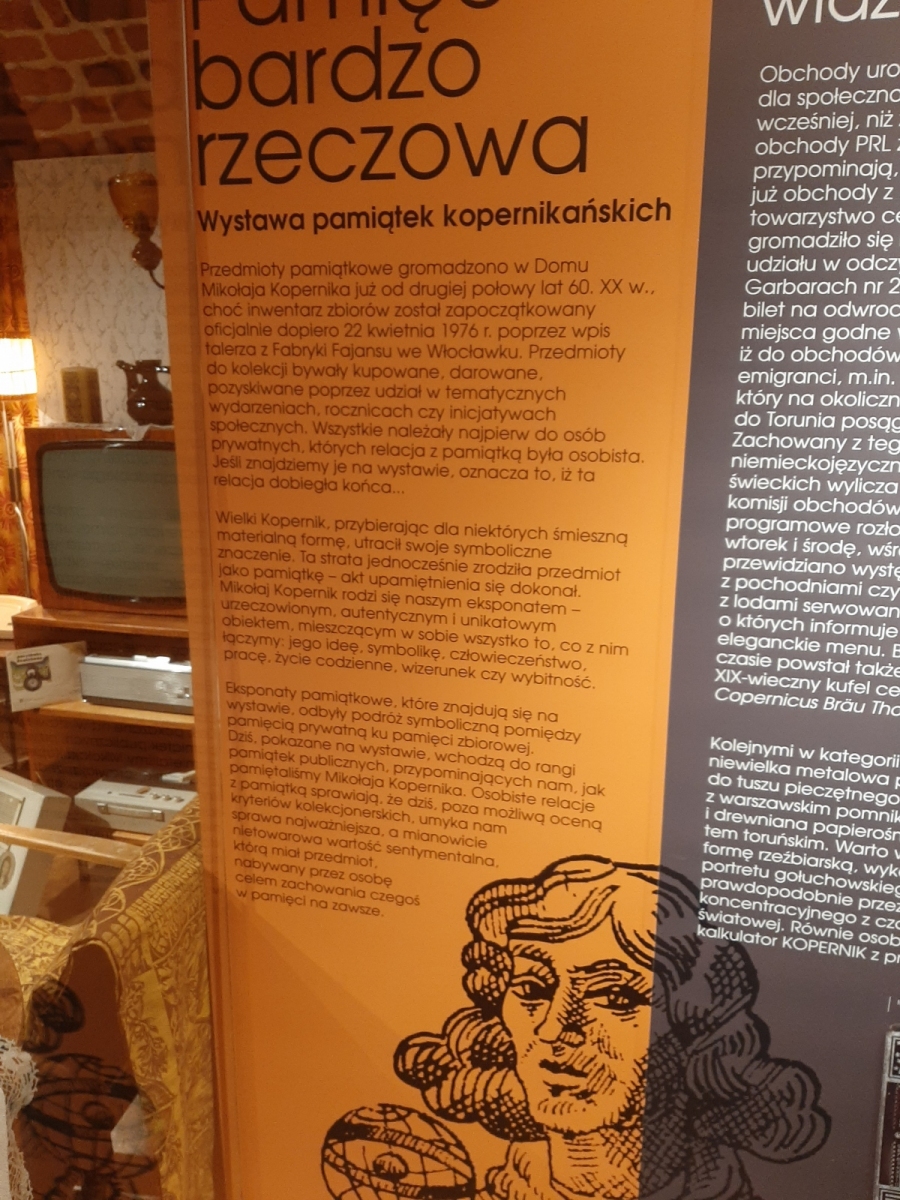 Pamięć
bardzo
rzeczowa
Wystawa pamiątek kopernikańskich
Przedmioty pamiątkowe gromadzono w Domu
Mikołaja Kopernika już od drugiej połowy lat 60. XX w.,
choć inwentarz zbiorów został zapoczątkowany
oficjalnie dopiero 22 kwietnia 1976 r. poprzez wpis
talerza z Fabryki Fajansu we Włocławku. Przedmioty
do kolekcji bywały kupowane, darowane,
pozyskiwane poprzez udział w tematycznych
wydarzeniach, rocznicach czy inicjatywach
społecznych. Wszystkie należały najpierw do osób
prywatnych, których relacja z pamiątką była osobista.
Jeśli znajdziemy je na wystawie, oznacza to, iż ta
relacja dobiegła końca...
Wielki Kopernik, przybierając dla niektórych śmieszną
materialną formę, utracił swoje symboliczne
znaczenie. Ta strata jednocześnie zrodziła przedmiot
jako pamiątkę – akt upamiętnienia się dokonał.
Mikołaj Kopernik rodzi się naszym eksponatem –
urzeczowionym, autentycznym i unikatowym
obiektem, mieszczącym w sobie wszystko to, co z nim
łączymy; jego ideę, symbolikę, człowieczeństwo,
pracę, życie codzienne, wizerunek czy wybitność.
Eksponaty pamiątkowe, które znajdują się na
wystawie, odbyły podróż symboliczną pomiędzy
pamięcią prywatną ku pamięci zbiorowej.
Dziś, pokazane na wystawie, wchodzą do rangi
pamiątek publicznych, przypominających nam, jak
pamiętaliśmy Mikołaja Kopernika. Osobiste relacje
z pamiątką sprawiają, że dziś, poza możliwą oceną
kryteriów kolekcjonerskich, umyka nam
sprawa najważniejsza, a mianowicie
nietowarowa wartość sentymentalna,
którą miał przedmiot,
nabywany przez osobę
celem zachowania czegoś
w pamięci na zawsze.
Obchody uro
dla społeczno
wcześniej, niż
obchody PRL z
przypominają,
już obchody z
towarzystwo ce
gromadziło się
udziału w odczy
Garbarach nr 2
bilet na odwroc
miejsca godne
iż do obchodów
emigranci, m.in.
który na okoliczn
do Torunia posąg
Zachowany z teg
niemieckojęzyczn
świeckich wylicza
komisji obchodów
programowe rozło
wtorek i środę, wśró
przewidziano wystę
z pochodniami czy
z lodami serwowan
o których informuje
eleganckie menu. B
czasie powstał także
XIX-wieczny kufel ce
Copernicus Bräu Tho
Kolejnymi w kategorii
niewielka metalowa p
do tuszu pieczętnego
z warszawskim pomnik
i drewniana papierośn
tem toruńskim. Warto w
formę rzeźbiarską, wyk
portretu gołuchowskieg
prawdopodobnie przez
koncentracyjnego z cza
światowej. Równie osob
kalkulator KOPERNIK z pr